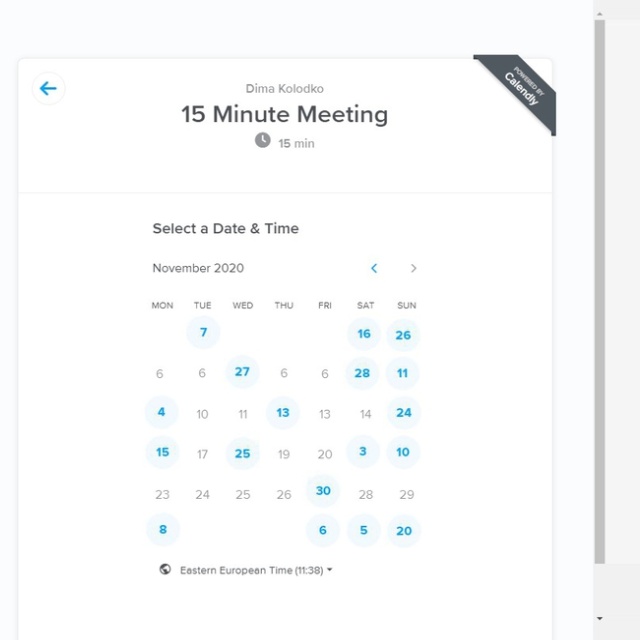 POWERED BY
Calendly
Dima Kolodko
15 Minute Meeting
15 min
Select a Date & Time
November 2020
MON TUE WED THU FRI SAT SUN
7 16 26
6 6 27 6 6 28 11
4 10 11 13 13 14 24
15 17 25 19 20 3 10
23 24 25 26 30 28 29
8 6 5 20
Eastern European Time (11:38)